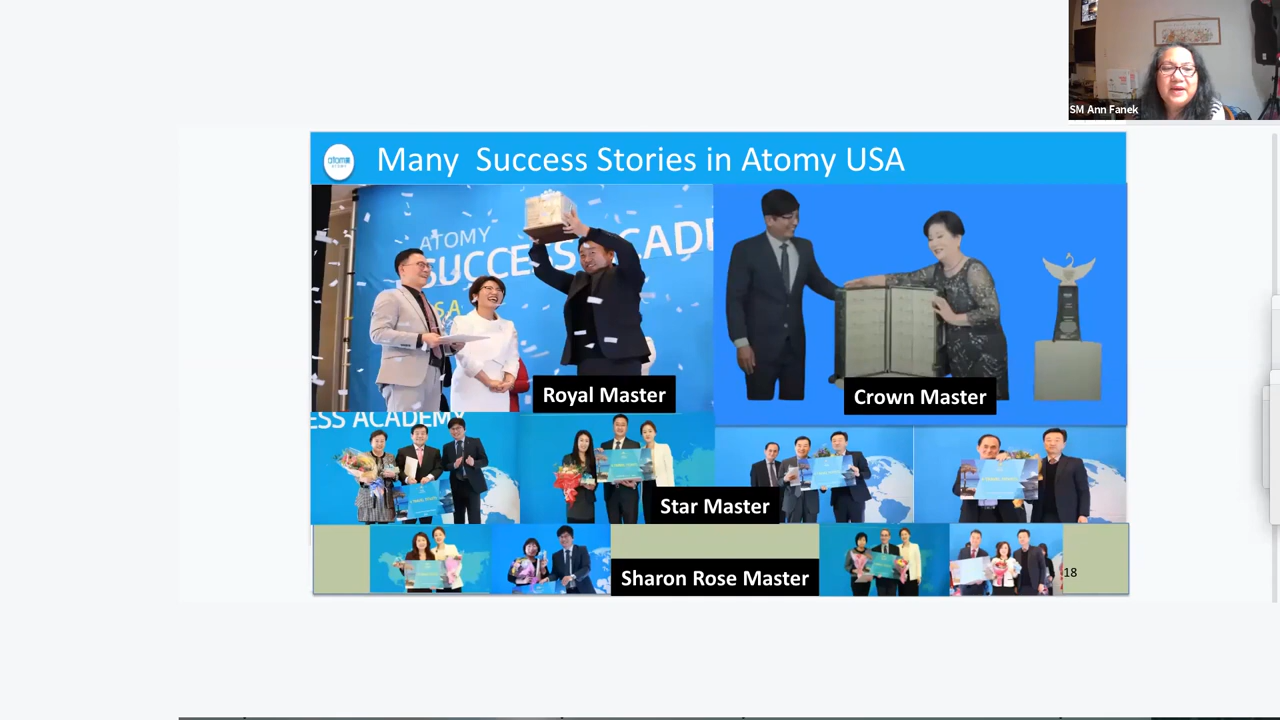 SM Ann Fanek
atomy
Many Success Stories in Atomy USA
ATOMY
SUCCESS ACADE
S.A
Royal Master
Crown Master
ESS ACADEMY
Star Master
Sharon Rose Master
18